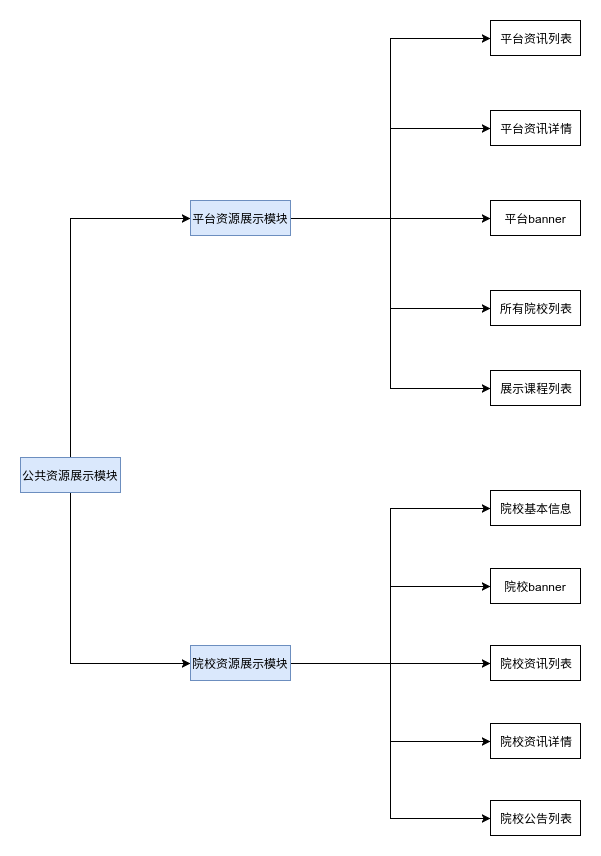 平台资讯列表
平台资讯详情
平台资源展示模块
平台banner
所有院校列表
展示课程列表
公共资源展示模块
院校基本信息
院校banner
院校资源展示模块
院校资讯列表
院校资讯详情
院校公告列表